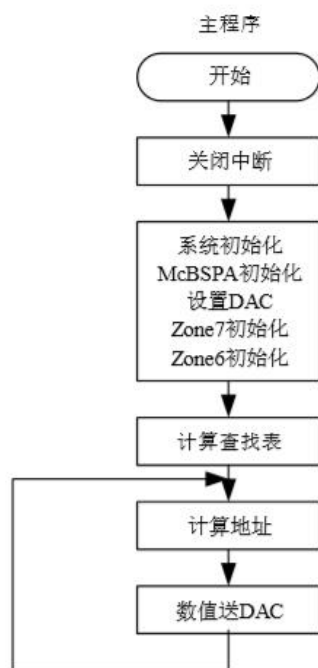 主程序
开始
关闭中断
系统初始化
McBSPA初始化
设置DAC
Zone7初始化
Zone6初始化
计算查找表
计算地址
数值送DAC